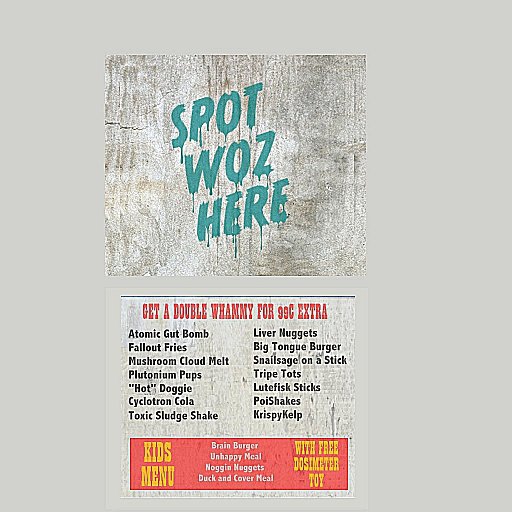 SPOT
WOZ
HERE
GET A DOUBLE WHAMMY FOR 99C EXTRA
Atomic Gut Bomb
Fallout Fries
Mushroom Cloud Melt
Plutonium Pups
"Hot" Doggie
Cyclotron Cola
Toxic Sludge Shake
Liver Nuggets
Big Tongue Burger
Snailsage on a Stick
Tripe Tots
Lutefisk Sticks
PoiShakes
KrispyKelp
KIDS
MENU
Brain Burger
Unhappy Meal
Noggin Nuggets
Duck and Cover Meal
WITH FREE
DOSIMETER
TOY